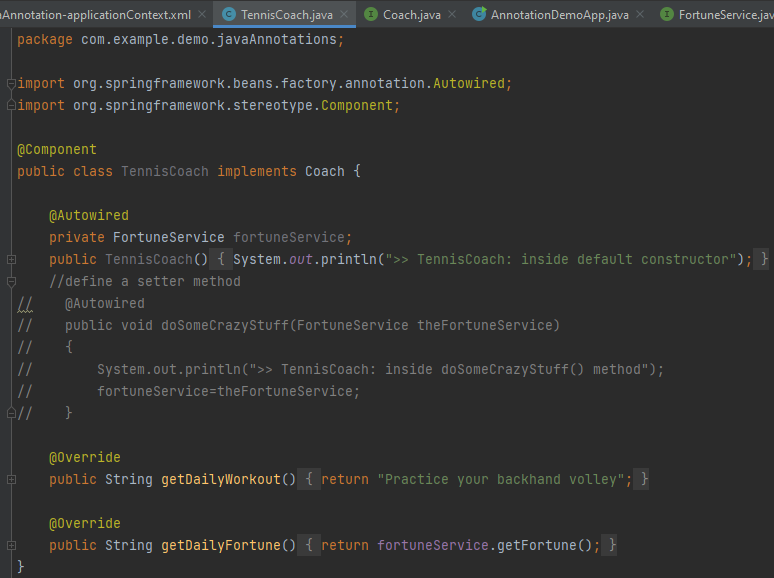 aAnnotation-applicationContext.xml TennisCoach.java Coach.java AnnotationDemoApp.java FortuneService.jav
package com.example.demo.javaAnnotations;
import org.springframework.beans.factory.annotation.Autowired;
import org.springframework.stereotype.Component;
@Component
public class TennisCoach implements Coach {
@Autowired
private FortuneService fortuneService;
public TennisCoach() { System.out.println(">> TennisCoach: inside default constructor"); }
//define a setter method
//    @Autowired
//    public void doSomeCrazyStuff(FortuneService theFortuneService)
//    {
//        System.out.println(">> TennisCoach: inside doSomeCrazyStuff() method");
//        fortuneService=theFortuneService;
//    }
@Override
public String getDailyWorkout() { return "Practice your backhand volley"; }
@Override
public String getDailyFortune() { return fortuneService.getFortune(); }
}